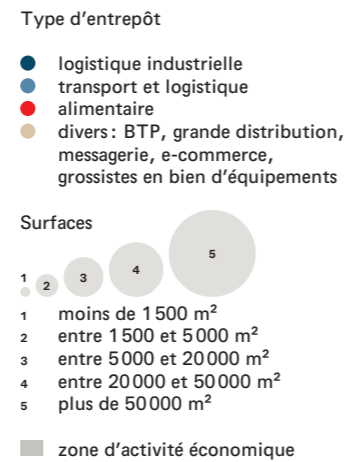 Type d'entrepôt
logistique industrielle
transport et logistique
alimentaire
divers : BTP, grande distribution,
messagerie, e-commerce,
grossistes en bien d'équipements
Surfaces
1 2 3 4 5
1 moins de 1 500 m²
2 entre 1 500 et 5 000 m²
3 entre 5 000 et 20 000 m²
4 entre 20 000 et 50 000 m²
5 plus de 50 000 m²
zone d'activité économique